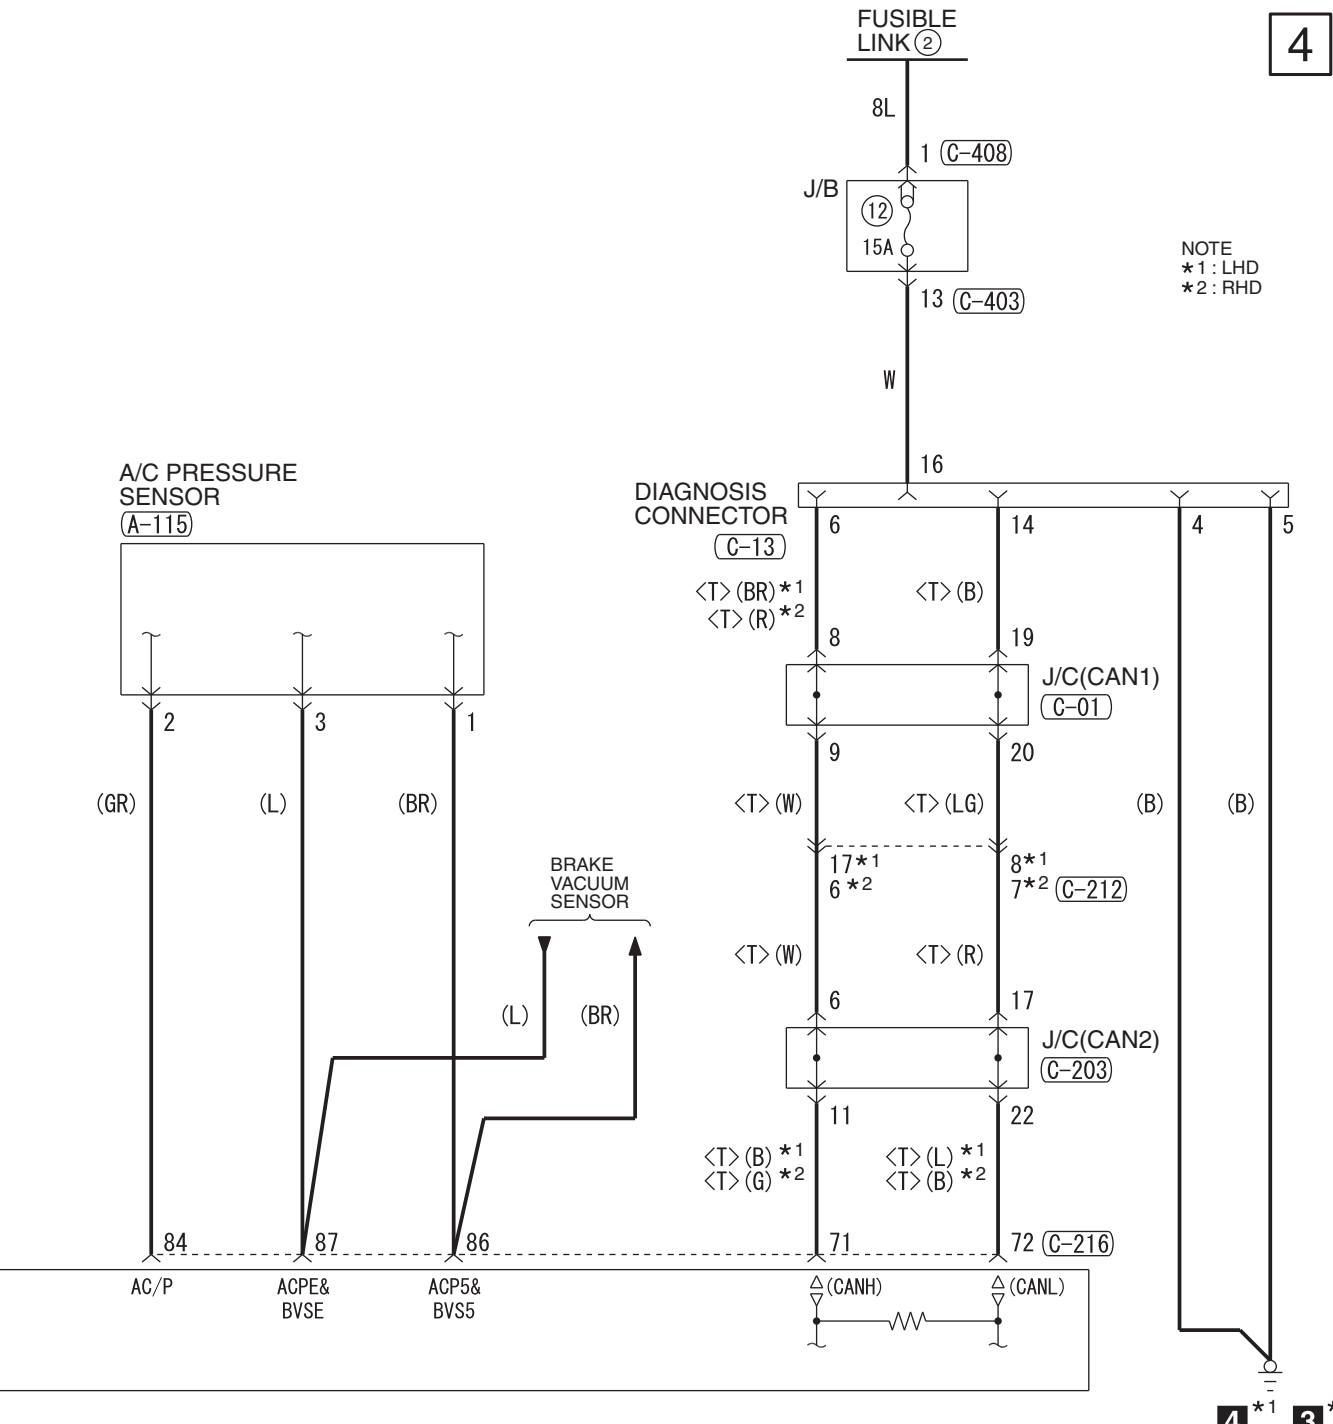 FUSIBLE
LINK ②
4
8L
1 C-408
J/B
⑫
15A
NOTE
*1 : LHD
*2 : RHD
13 C-403
W
16
A/C PRESSURE
SENSOR
A-115
DIAGNOSIS
CONNECTOR
C-13
6 14 4 5
<T>(BR)*1 <T>(B)
<T>(R)*2
8 19
J/C(CAN1)
C-01
2 3 1
9 20
(GR) (L) (BR)
<T>(W) <T>(LG) (B) (B)
BRAKE
VACUUM
SENSOR
17*1 8*1
6*2 7*2 C-212
<T>(W) <T>(R)
(L) (BR)
6 17
J/C(CAN2)
C-203
11 22
<T>(B)*1 <T>(L)*1
<T>(G)*2 <T>(B)*2
84 87 86 71 72 C-216
AC/P ACPE& ACP5& (CANH) (CANL)
BVSE BVS5
4*1 3*